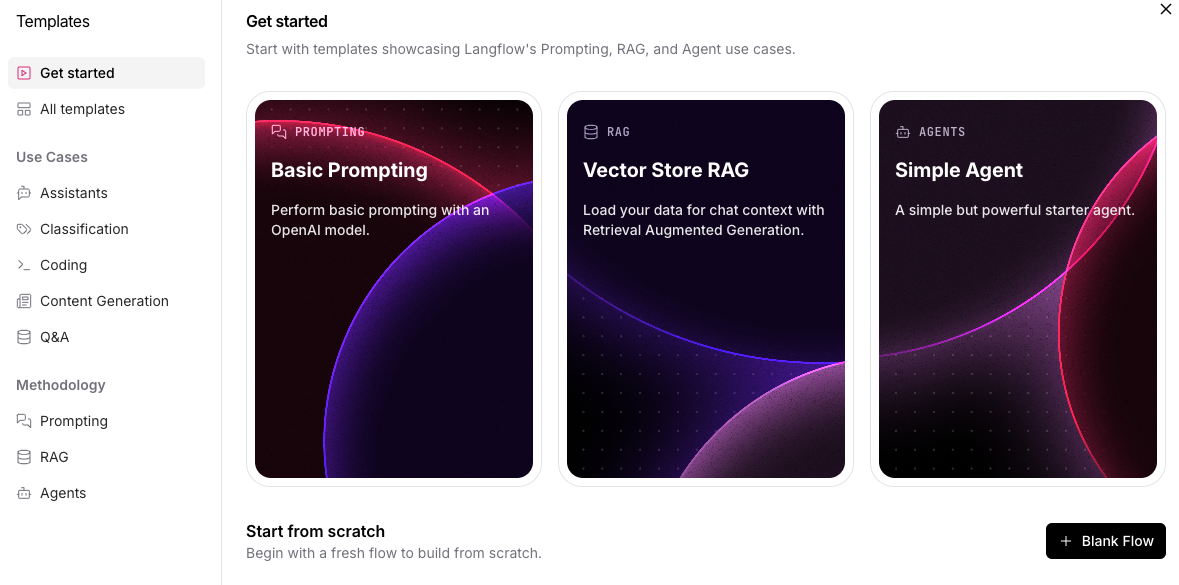 Templates
Get started
All templates
Use Cases
Assistants
Classification
Coding
Content Generation
Q&A
Methodology
Prompting
RAG
Agents
Get started
Start with templates showcasing Langflow's Prompting, RAG, and Agent use cases.
PROMPTING
Basic Prompting
Perform basic prompting with an
OpenAI model.
RAG
Vector Store RAG
Load your data for chat context with
Retrieval Augmented Generation.
AGENTS
Simple Agent
A simple but powerful starter agent.
Start from scratch
Begin with a fresh flow to build from scratch.
Blank Flow